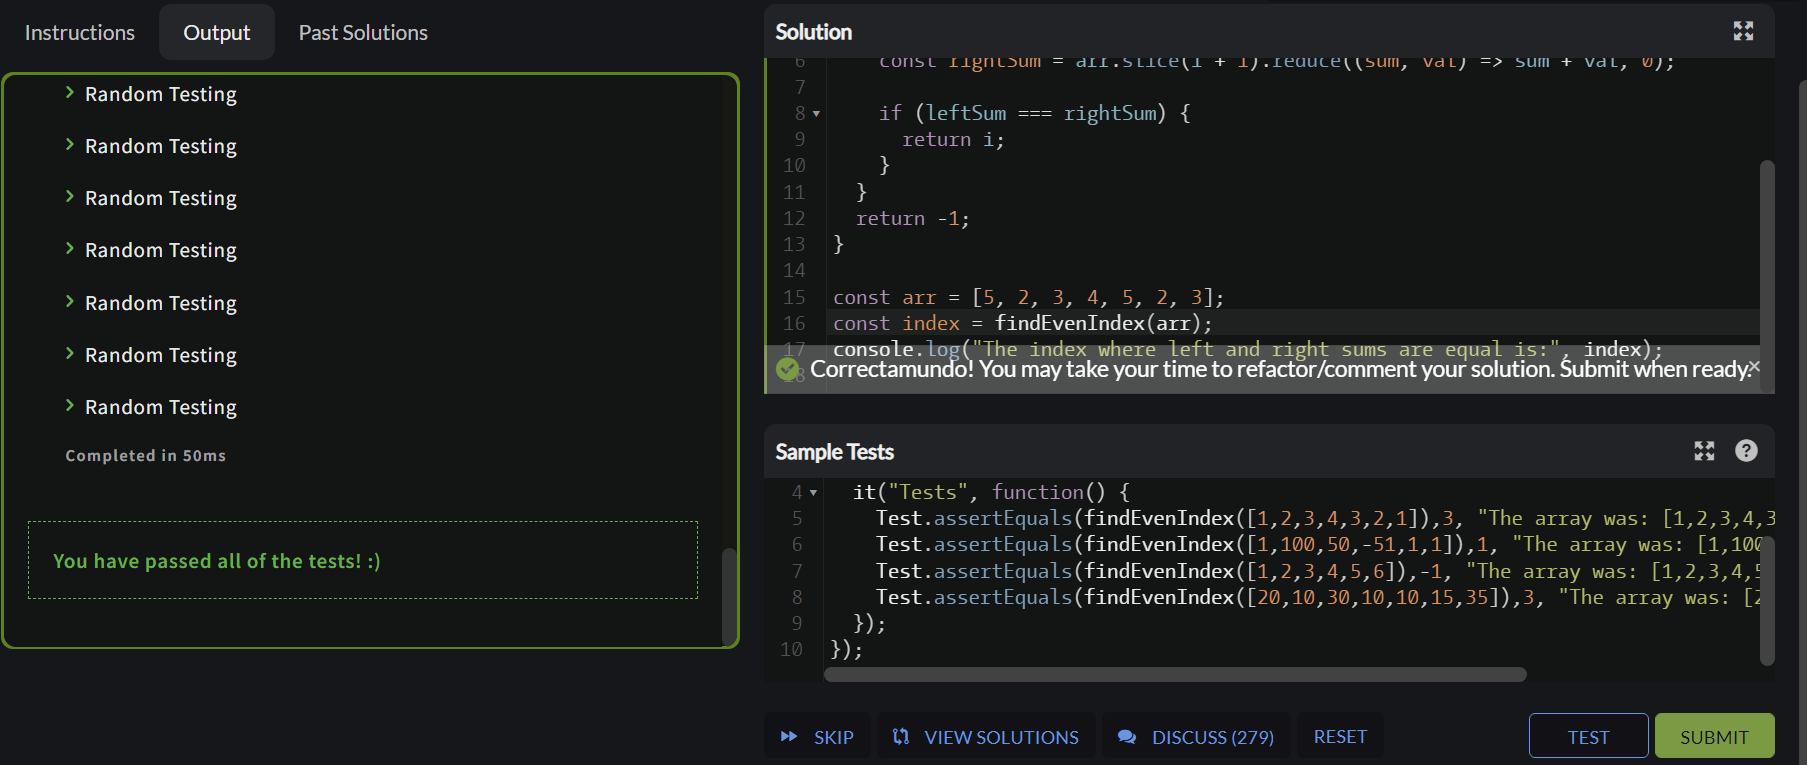 Instructions
Output
Past Solutions
Random Testing
Random Testing
Random Testing
Random Testing
Random Testing
Random Testing
Random Testing
Completed in 50ms
You have passed all of the tests! :)
Solution
6 const rightSum = arr.slice(i + 1).reduce((sum, val) => sum + val, 0);
7
8 if (leftSum === rightSum) {
9 return i;
10 }
11 }
12 return -1;
13 }
14
15 const arr = [5, 2, 3, 4, 5, 2, 3];
16 const index = findEvenIndex(arr);
17 console.log("The index where left and right sums are equal is:", index);
18
Correctamundo! You may take your time to refactor/comment your solution. Submit when ready.
Sample Tests
4 it("Tests", function() {
5 Test.assertEquals(findEvenIndex([1,2,3,4,3,2,1]),3, "The array was: [1,2,3,4,3
6 Test.assertEquals(findEvenIndex([1,100,50,-51,1,1]),1, "The array was: [1,100
7 Test.assertEquals(findEvenIndex([1,2,3,4,5,6]),-1, "The array was: [1,2,3,4,5
8 Test.assertEquals(findEvenIndex([20,10,30,10,10,15,35]),3, "The array was: [2
9 });
10 });
SKIP
VIEW SOLUTIONS
DISCUSS (279)
RESET
TEST
SUBMIT